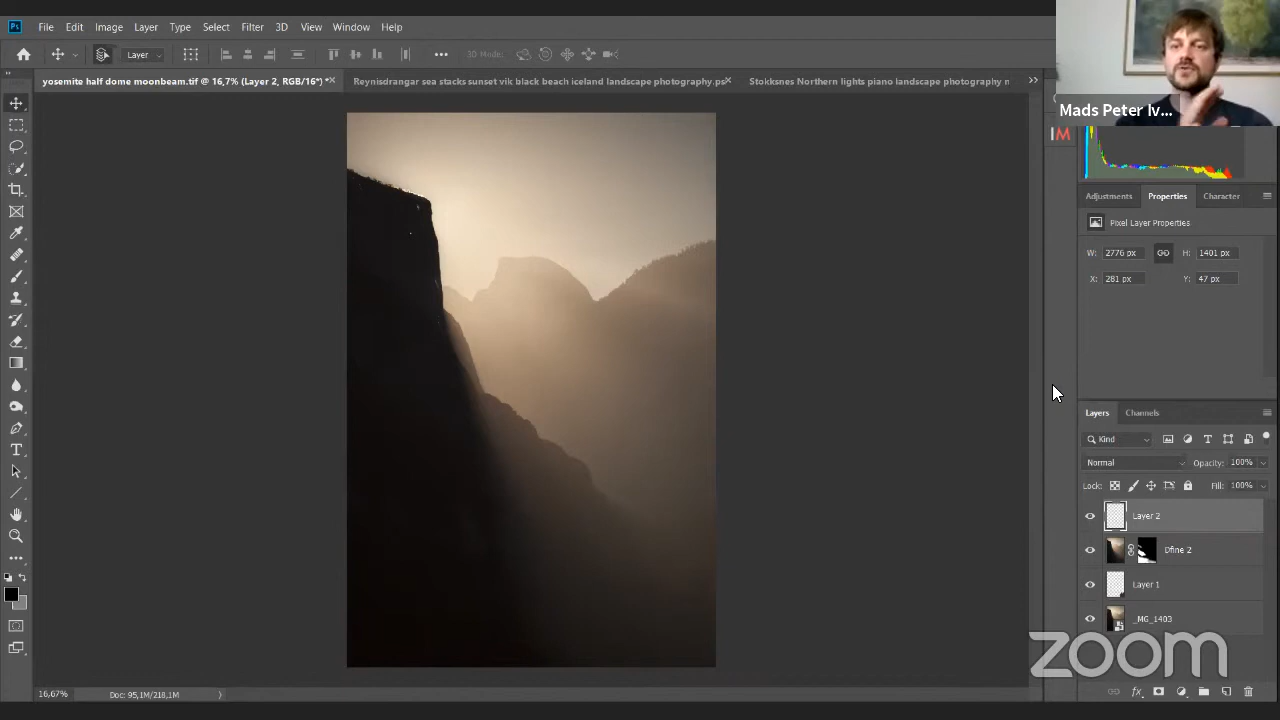 Ps File Edit Image Layer Type Select Filter 3D View Window Help
Layer 3D Mode:
Mads Peter Iv...
yosemite half dome moonbeam.tif @ 16,7% (Layer 2, RGB/16*) * Reynisdrangar sea stacks sunset vik black beach iceland landscape photography.ps Stokksnes Northern lights piano landscape photography n
IM
Adjustments Properties Character
Pixel Layer Properties
W: 2776 px H: 1401 px
X: 281 px Y: 47 px
Layers Channels
Kind
Normal Opacity: 100%
Lock: Fill: 100%
Layer 2
Dfine 2
Layer 1
_MG_1403
zoom
16,67% Doc: 95,1M/218,1M
fx